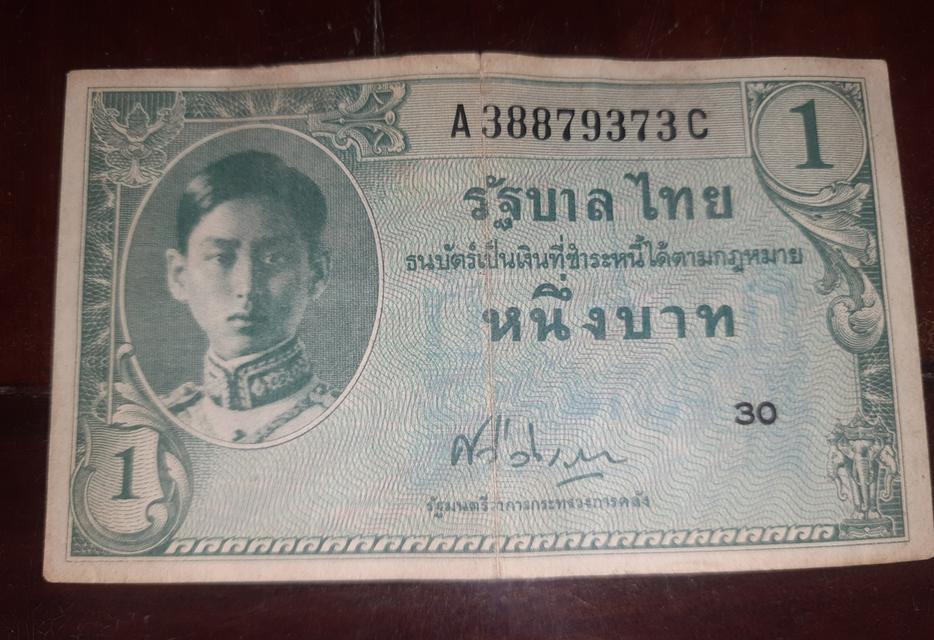 A38879373C
1
รัฐบาลไทย
ธนบัตร์เป็นเงินที่ชำระหนี้ได้ตามกฎหมาย
หนึ่งบาท
30
1
รัฐมนตรีว่าการกระทรวงการคลัง